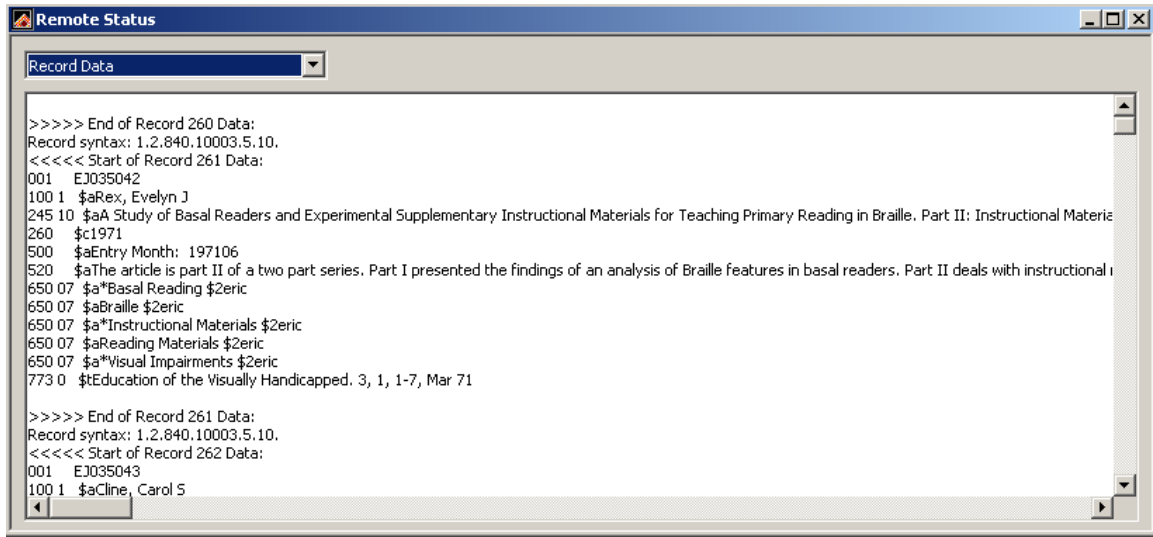 Remote Status
Record Data
>>>>> End of Record 260 Data:
Record syntax: 1.2.840.10003.5.10.
<<<<< Start of Record 261 Data:
001 EJ035042
100 1 $aRex, Evelyn J
245 10 $aA Study of Basal Readers and Experimental Supplementary Instructional Materials for Teaching Primary Reading in Braille. Part II: Instructional Materia
260 $c1971
500 $aEntry Month: 197106
520 $aThe article is part II of a two part series. Part I presented the findings of an analysis of Braille features in basal readers. Part II deals with instructional
650 07 $a*Basal Reading $2eric
650 07 $aBraille $2eric
650 07 $a*Instructional Materials $2eric
650 07 $aReading Materials $2eric
650 07 $a*Visual Impairments $2eric
773 0 $tEducation of the Visually Handicapped. 3, 1, 1-7, Mar 71
>>>>> End of Record 261 Data:
Record syntax: 1.2.840.10003.5.10.
<<<<< Start of Record 262 Data:
001 EJ035043
100 1 $aCline, Carol S